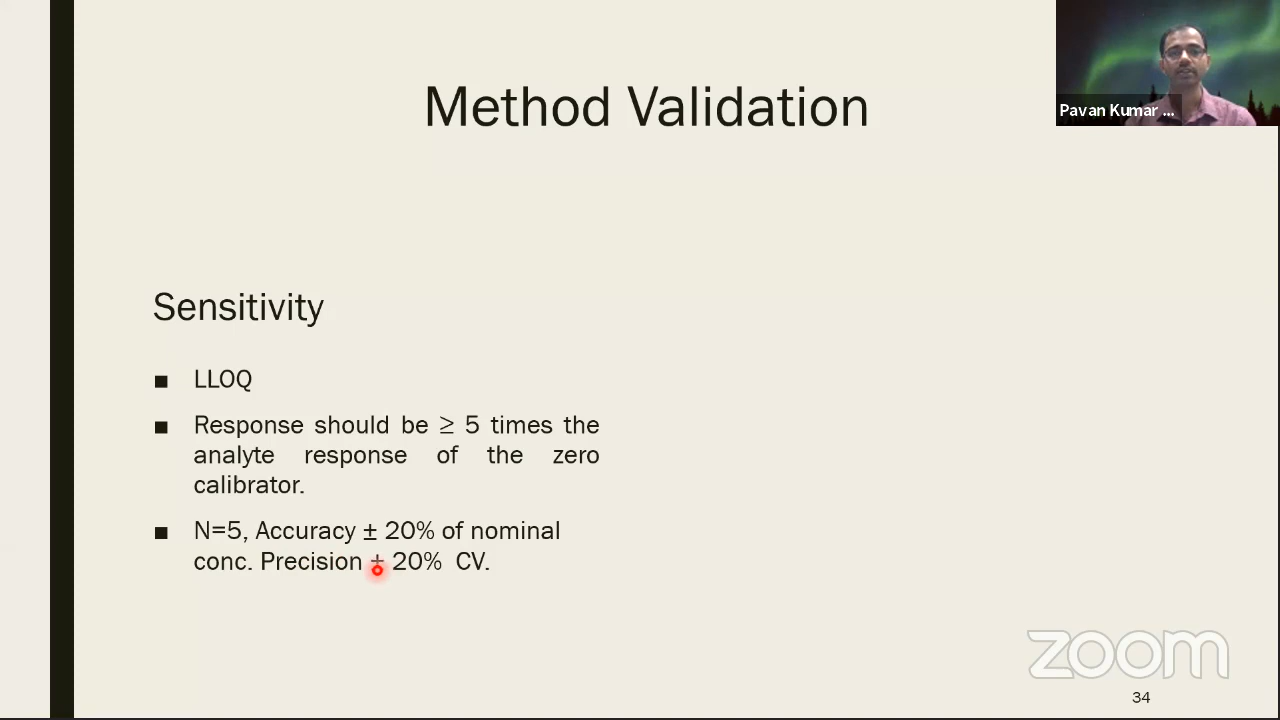 Method Validation
Pavan Kumar ...
Sensitivity
■ LLOQ
■ Response should be ≥ 5 times the
analyte response of the zero
calibrator.
■ N=5, Accuracy ± 20% of nominal
conc. Precision ± 20% CV.
zoom
34